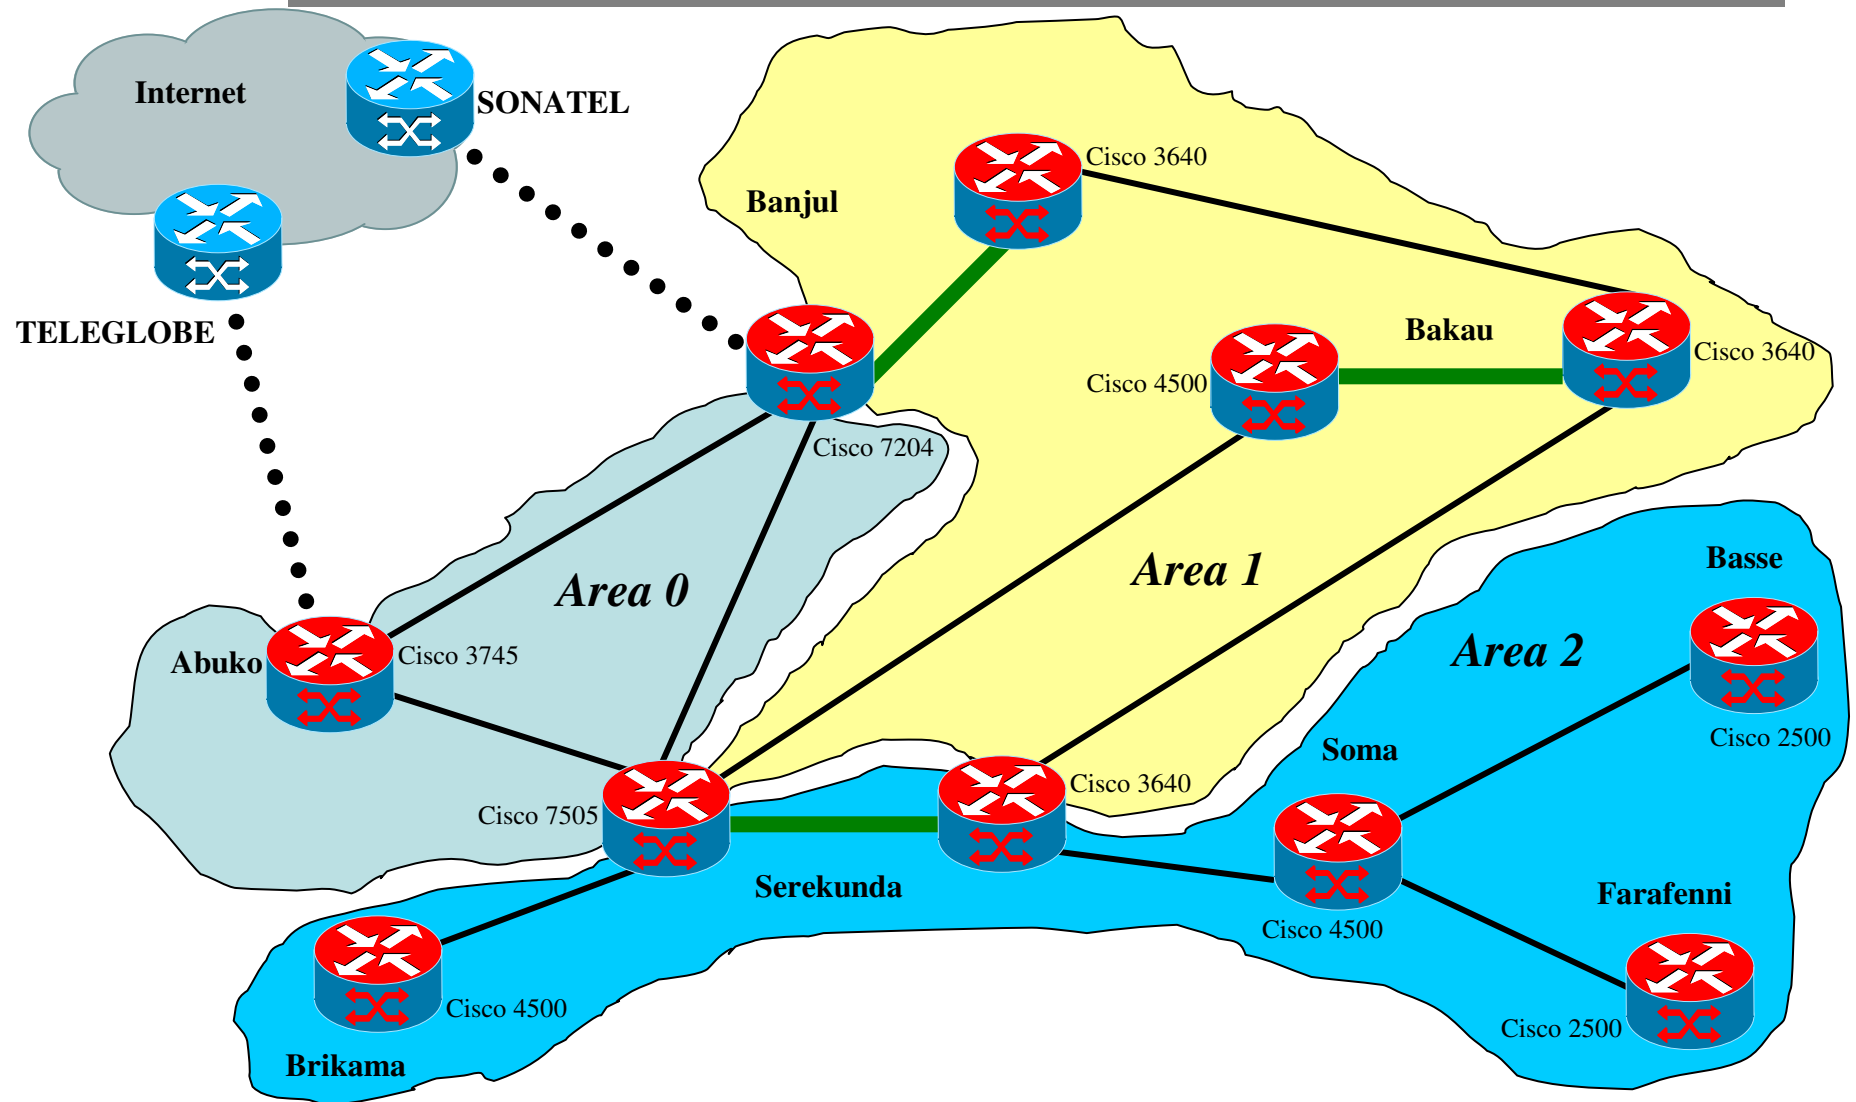 Internet
SONATEL
TELEGLOBE
Banjul
Cisco 3640
Bakau
Cisco 3640
Cisco 4500
Cisco 7204
Area 0
Area 1
Basse
Area 2
Abuko
Cisco 3745
Cisco 2500
Soma
Cisco 7505
Cisco 3640
Serekunda
Farafenni
Cisco 4500
Cisco 4500
Cisco 2500
Brikama